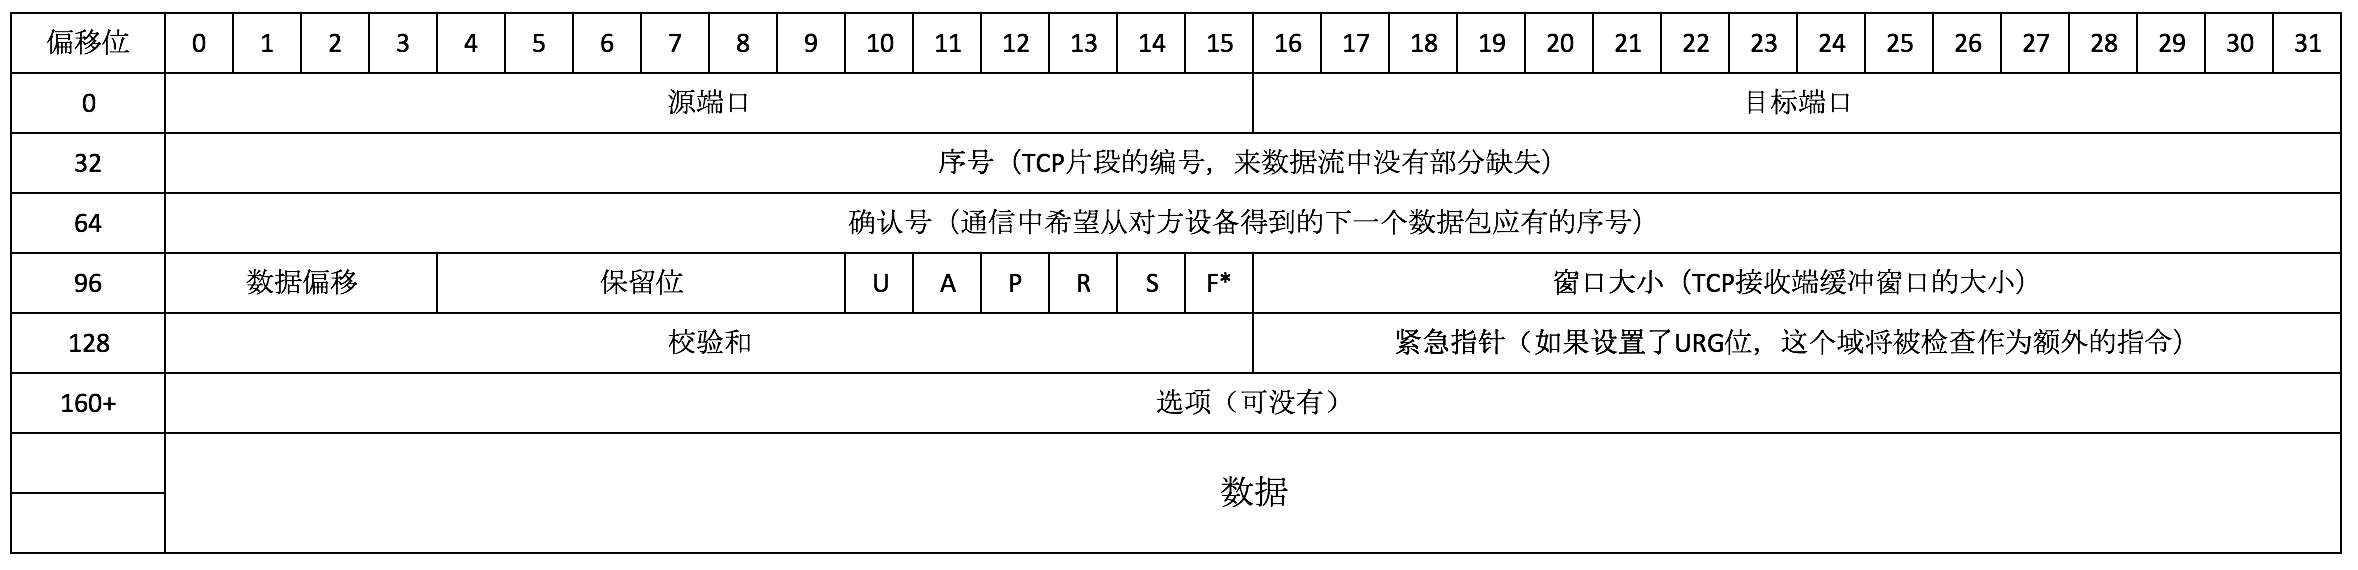 偏移位 0 1 2 3 4 5 6 7 8 9 10 11 12 13 14 15 16 17 18 19 20 21 22 23 24 25 26 27 28 29 30 31
0 源端口 目标端口
32 序号（TCP片段的编号，来数据流中没有部分缺失）
64 确认号（通信中希望从对方设备得到的下一个数据包应有的序号）
96 数据偏移 保留位 U A P R S F* 窗口大小（TCP接收端缓冲窗口的大小）
128 校验和 紧急指针（如果设置了URG位，这个域将被检查作为额外的指令）
160+ 选项（可没有）
数据